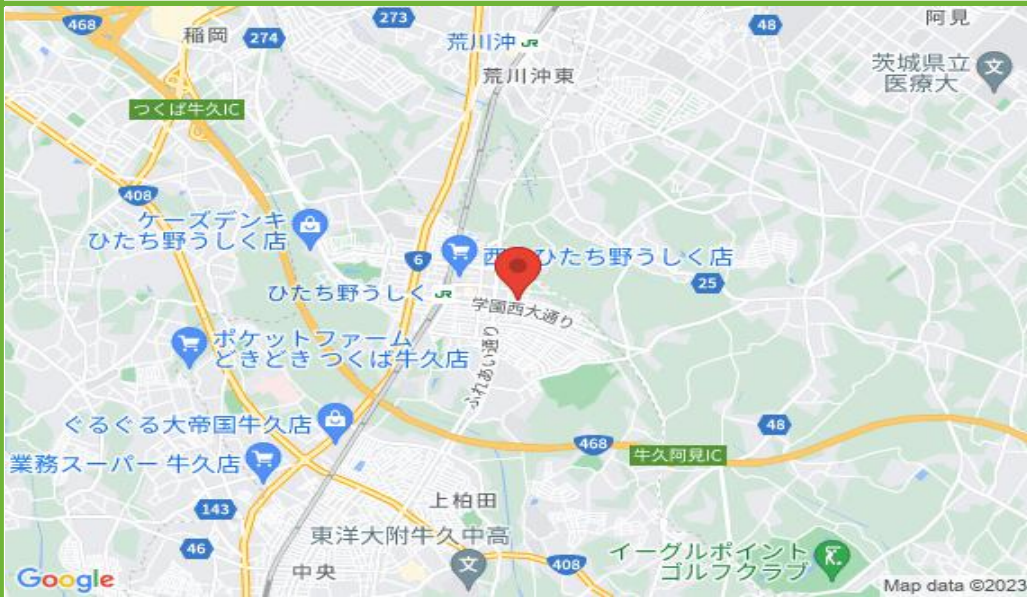 468
稲岡
274
273
荒川沖 JR
荒川沖東
48
阿見
茨城県立
医療大
文
つくば牛久IC
408
ケーズデンキ
ひたち野うしく店
6
ひたち野うしく店
25
ひたち野うしく JR
学園西大通り
ふれあい通り
ポケットファーム
どきどき つくば牛久店
ぐるぐる大帝国牛久店
業務スーパー 牛久店
468
牛久阿見IC
48
143
46
上柏田
東洋大附牛久中高
文
中央
408
イーグルポイント
ゴルフクラブ
Google
Map data ©2023